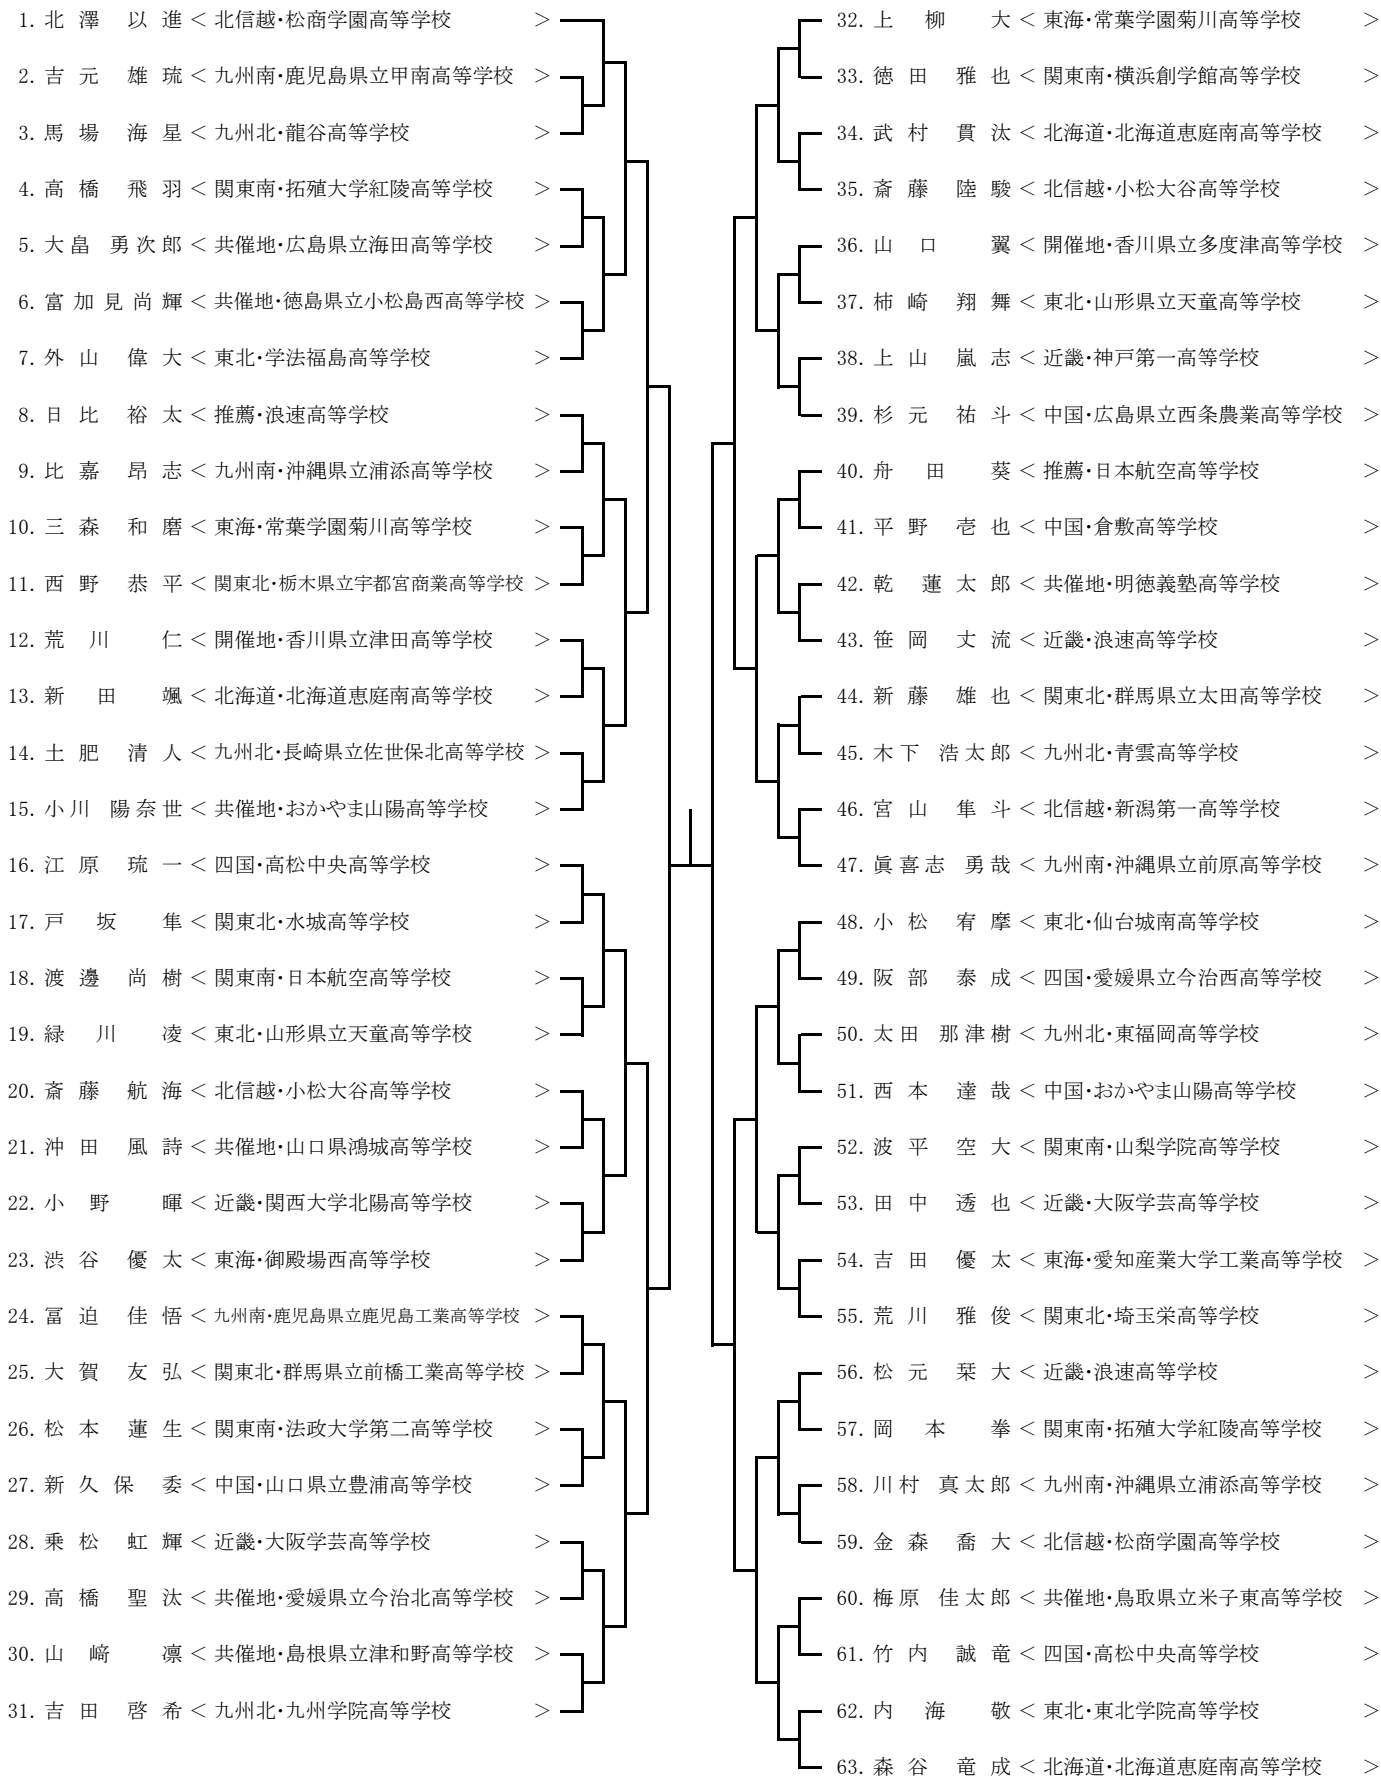 1. 北澤 以進 < 北信越・松商学園高等学校 >
2. 吉元 雄琉 < 九州南・鹿児島県立甲南高等学校 >
3. 馬場 海星 < 九州北・龍谷高等学校 >
4. 高橋 飛羽 < 関東南・拓殖大学紅陵高等学校 >
5. 大畠 勇次郎 < 共催地・広島県立海田高等学校 >
6. 富加見尚輝 < 共催地・徳島県立小松島西高等学校 >
7. 外山 偉大 < 東北・学法福島高等学校 >
8. 日比 裕太 < 推薦・浪速高等学校 >
9. 比嘉 昂志 < 九州南・沖縄県立浦添高等学校 >
10. 三森 和磨 < 東海・常葉学園菊川高等学校 >
11. 西野 恭平 < 関東北・栃木県立宇都宮商業高等学校 >
12. 荒川 仁 < 開催地・香川県立津田高等学校 >
13. 新田 颯 < 北海道・北海道恵庭南高等学校 >
14. 土肥 清人 < 九州北・長崎県立佐世保北高等学校 >
15. 小川 陽奈世 < 共催地・おかやま山陽高等学校 >
16. 江原 琉一 < 四国・高松中央高等学校 >
17. 戸坂 隼 < 関東北・水城高等学校 >
18. 渡邊 尚樹 < 関東南・日本航空高等学校 >
19. 緑川 凌 < 東北・山形県立天童高等学校 >
20. 斎藤 航海 < 北信越・小松大谷高等学校 >
21. 沖田 風詩 < 共催地・山口県鴻城高等学校 >
22. 小野 暉 < 近畿・関西大学北陽高等学校 >
23. 渋谷 優太 < 東海・御殿場西高等学校 >
24. 冨迫 佳悟 < 九州南・鹿児島県立鹿児島工業高等学校 >
25. 大賀 友弘 < 関東北・群馬県立前橋工業高等学校 >
26. 松本 蓮生 < 関東南・法政大学第二高等学校 >
27. 新久保 委 < 中国・山口県立豊浦高等学校 >
28. 乗松 虹輝 < 近畿・大阪学芸高等学校 >
29. 高橋 聖汰 < 共催地・愛媛県立今治北高等学校 >
30. 山﨑 凛 < 共催地・島根県立津和野高等学校 >
31. 吉田 啓希 < 九州北・九州学院高等学校 >
32. 上柳 大 < 東海・常葉学園菊川高等学校 >
33. 徳田 雅也 < 関東南・横浜創学館高等学校 >
34. 武村 貫汰 < 北海道・北海道恵庭南高等学校 >
35. 斎藤 陸駿 < 北信越・小松大谷高等学校 >
36. 山口 翼 < 開催地・香川県立多度津高等学校 >
37. 柿崎 翔舞 < 東北・山形県立天童高等学校 >
38. 上山 嵐志 < 近畿・神戸第一高等学校 >
39. 杉元 祐斗 < 中国・広島県立西条農業高等学校 >
40. 舟田 葵 < 推薦・日本航空高等学校 >
41. 平野 壱也 < 中国・倉敷高等学校 >
42. 乾 蓮太郎 < 共催地・明徳義塾高等学校 >
43. 笹岡 丈流 < 近畿・浪速高等学校 >
44. 新藤 雄也 < 関東北・群馬県立太田高等学校 >
45. 木下 浩太郎 < 九州北・青雲高等学校 >
46. 宮山 隼斗 < 北信越・新潟第一高等学校 >
47. 眞喜志 勇哉 < 九州南・沖縄県立前原高等学校 >
48. 小松 宥摩 < 東北・仙台城南高等学校 >
49. 阪部 泰成 < 四国・愛媛県立今治西高等学校 >
50. 太田 那津樹 < 九州北・東福岡高等学校 >
51. 西本 達哉 < 中国・おかやま山陽高等学校 >
52. 波平 空大 < 関東南・山梨学院高等学校 >
53. 田中 透也 < 近畿・大阪学芸高等学校 >
54. 吉田 優太 < 東海・愛知産業大学工業高等学校 >
55. 荒川 雅俊 < 関東北・埼玉栄高等学校 >
56. 松元 栞大 < 近畿・浪速高等学校 >
57. 岡本 拳 < 関東南・拓殖大学紅陵高等学校 >
58. 川村 真太郎 < 九州南・沖縄県立浦添高等学校 >
59. 金森 喬大 < 北信越・松商学園高等学校 >
60. 梅原 佳太郎 < 共催地・鳥取県立米子東高等学校 >
61. 竹内 誠竜 < 四国・高松中央高等学校 >
62. 内海 敬 < 東北・東北学院高等学校 >
63. 森谷 竜成 < 北海道・北海道恵庭南高等学校 >